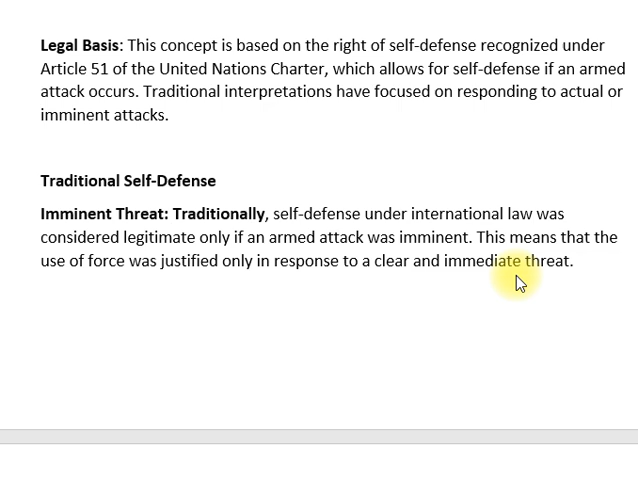 Legal Basis: This concept is based on the right of self-defense recognized under
Article 51 of the United Nations Charter, which allows for self-defense if an armed
attack occurs. Traditional interpretations have focused on responding to actual or
imminent attacks.
Traditional Self-Defense
Imminent Threat: Traditionally, self-defense under international law was
considered legitimate only if an armed attack was imminent. This means that the
use of force was justified only in response to a clear and immediate threat.